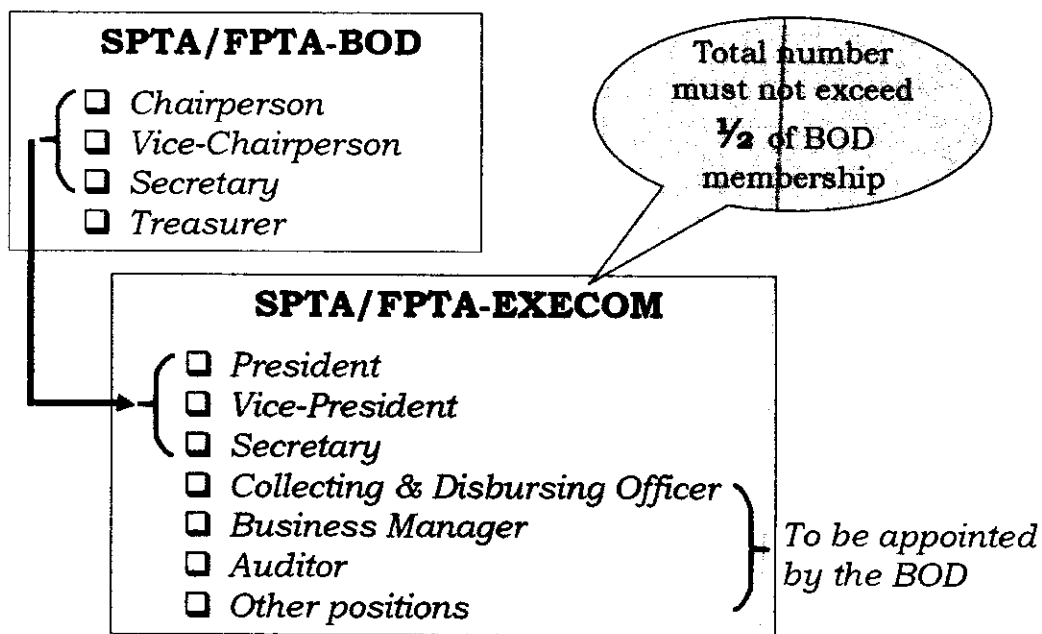 SPTA/FPTA-BOD
❑ Chairperson
❑ Vice-Chairperson
❑ Secretary
❑ Treasurer
Total number
must not exceed
½ of BOD
membership
SPTA/FPTA-EXECOM
❑ President
❑ Vice-President
❑ Secretary
❑ Collecting & Disbursing Officer
❑ Business Manager
❑ Auditor
❑ Other positions
To be appointed
by the BOD